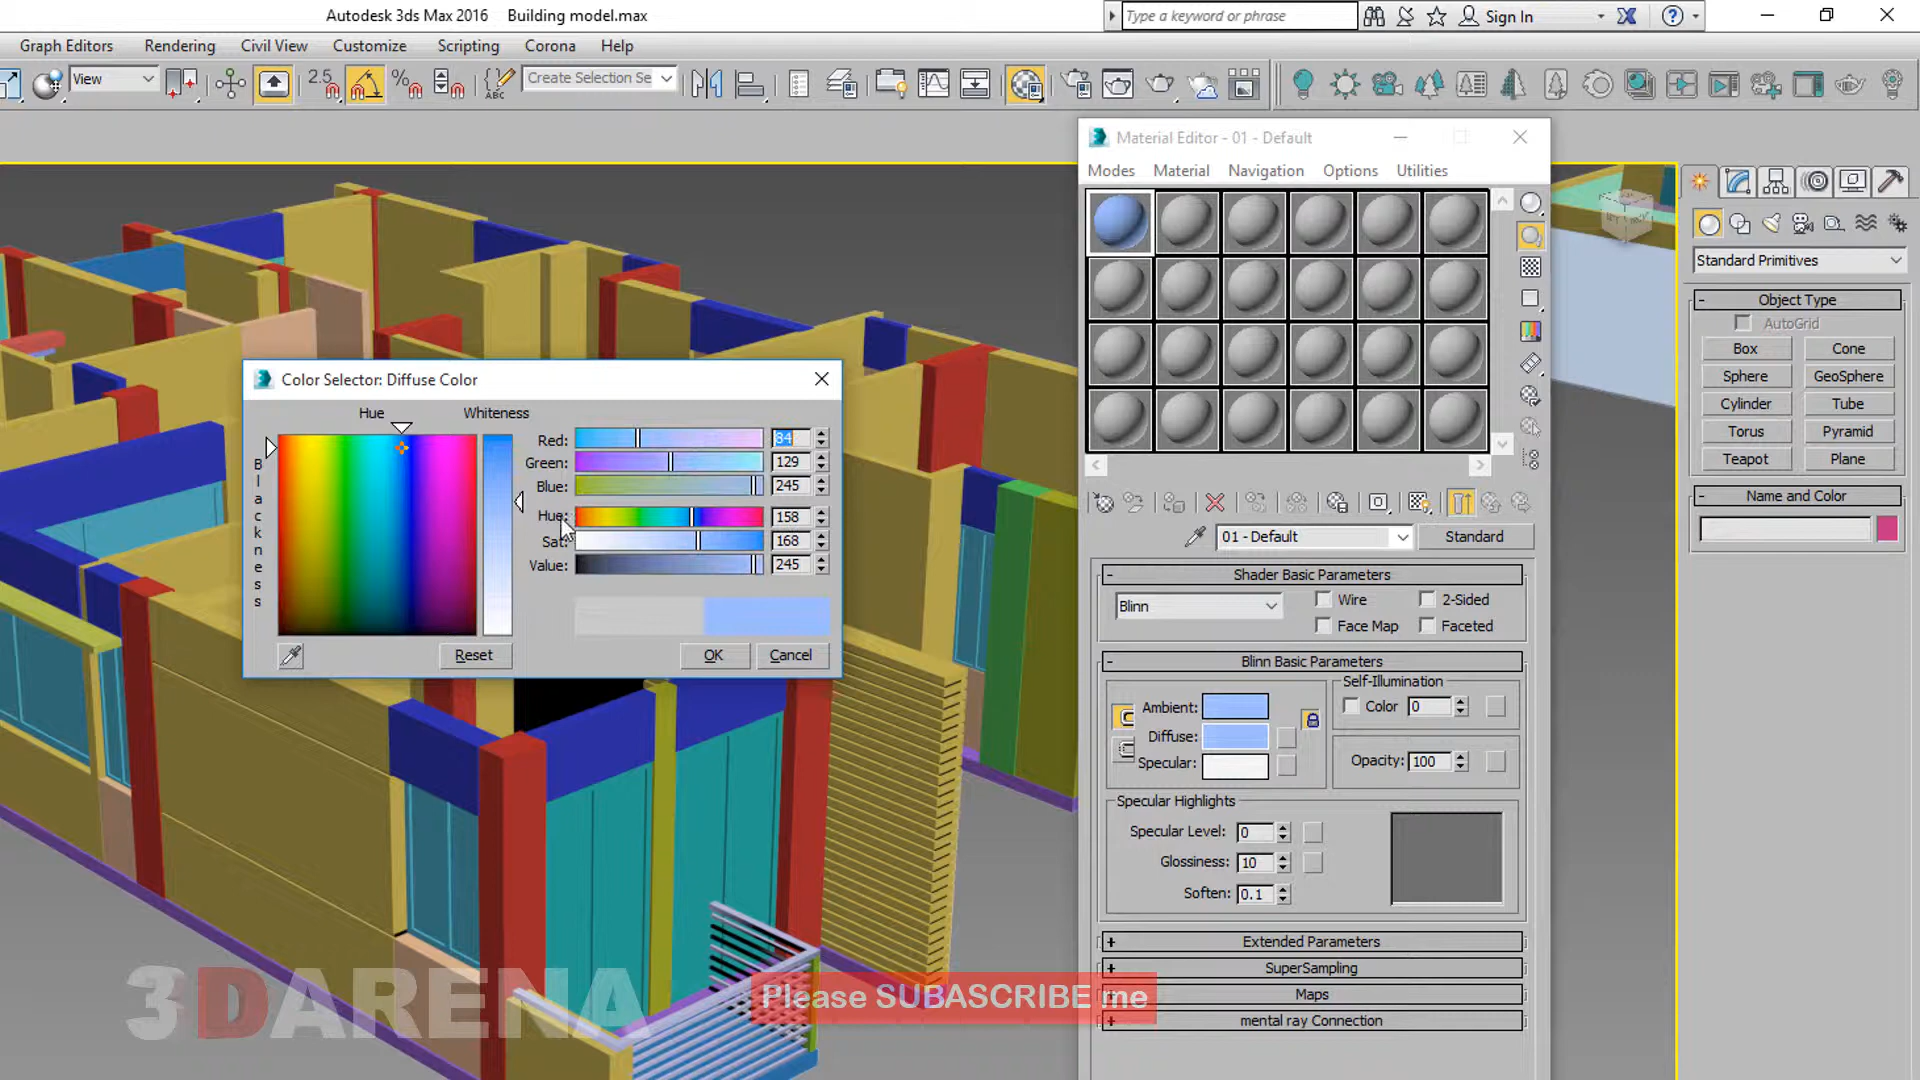 Autodesk 3ds Max 2016 Building model.max
Type a keyword or phrase
Sign In
Graph Editors Rendering Civil View Customize Scripting Corona Help
View
2.5
%
ABC
Create Selection Se
Material Editor - 01 - Default
Modes Material Navigation Options Utilities
Standard Primitives
Object Type
AutoGrid
Box Cone
Sphere GeoSphere
Cylinder Tube
Torus Pyramid
Teapot Plane
Name and Color
Color Selector: Diffuse Color
Hue Whiteness
Blackness
Red: 84
Green: 129
Blue: 245
Hue: 158
Sat: 168
Value: 245
Reset OK Cancel
01 - Default Standard
Shader Basic Parameters
Blinn Wire 2-Sided
Face Map Faceted
Blinn Basic Parameters
Self-Illumination
Ambient: Color 0
Diffuse:
Specular: Opacity: 100
Specular Highlights
Specular Level: 0
Glossiness: 10
Soften: 0.1
Extended Parameters
SuperSampling
Maps
mental ray Connection
3DARENA
Please SUBASCRIBE me